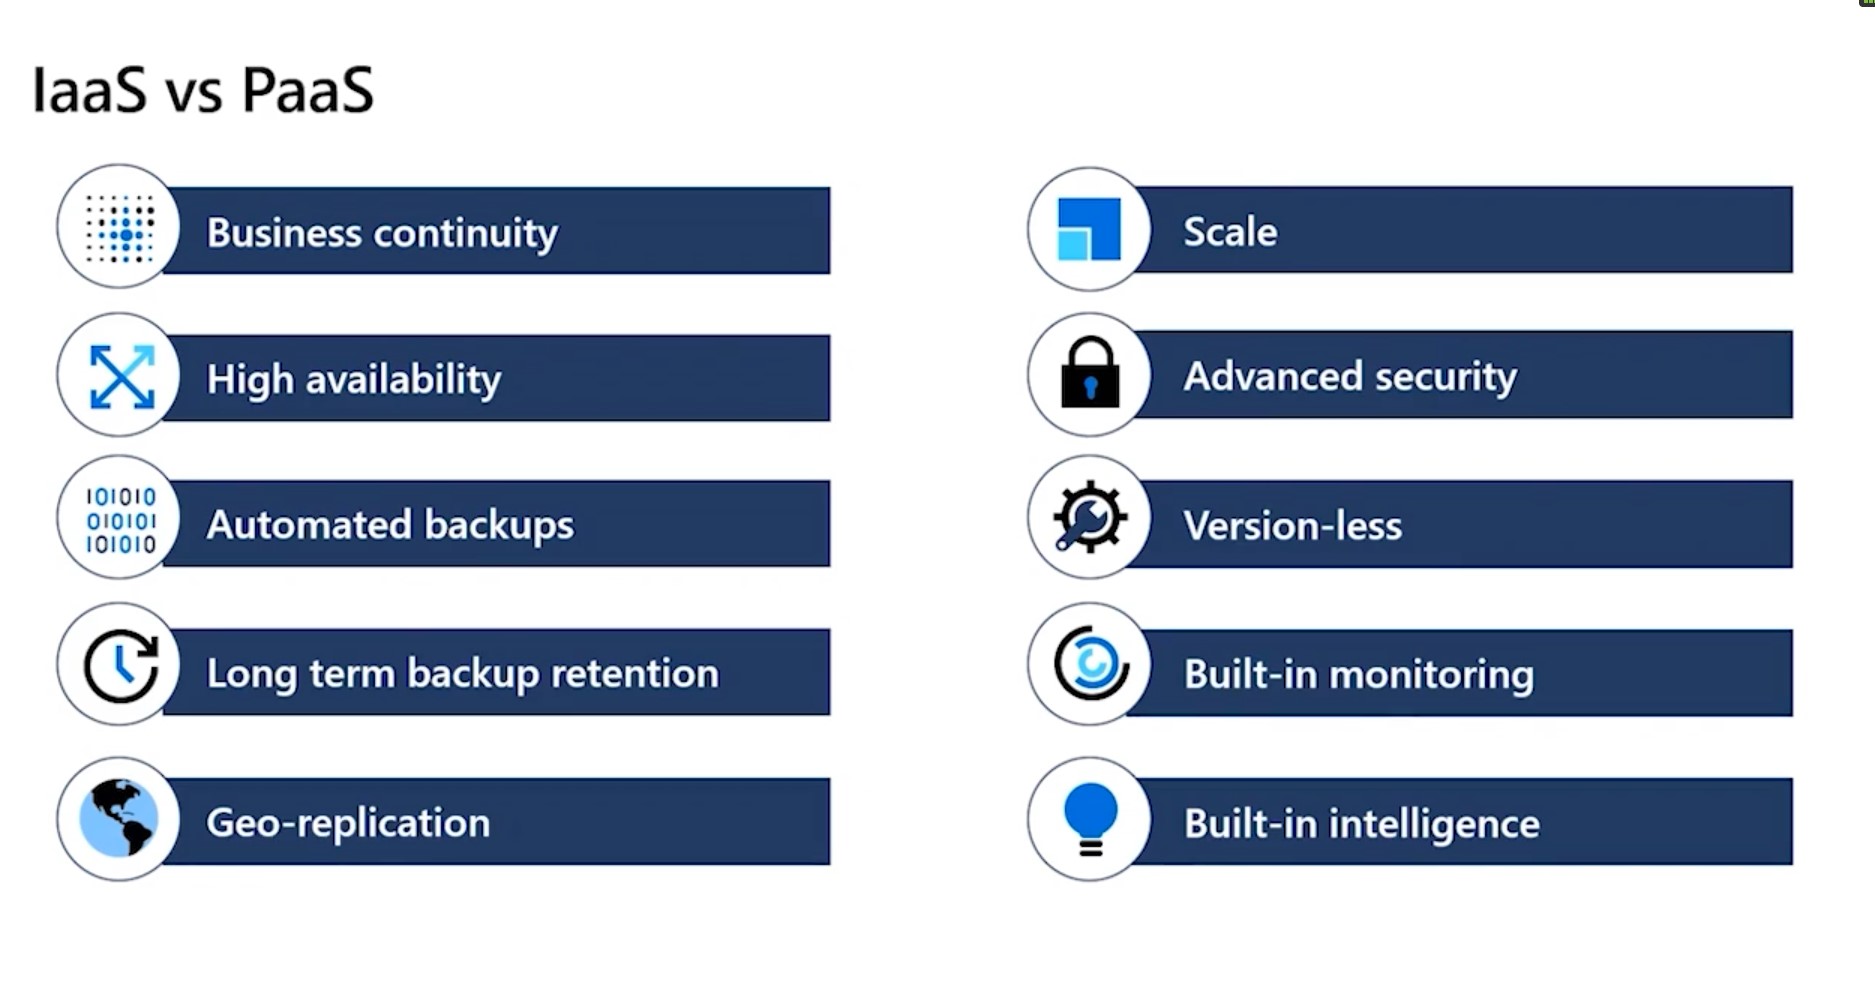 IaaS vs PaaS
Business continuity
High availability
101010
010101
101010
Automated backups
Long term backup retention
Geo-replication
Scale
Advanced security
Version-less
Built-in monitoring
Built-in intelligence